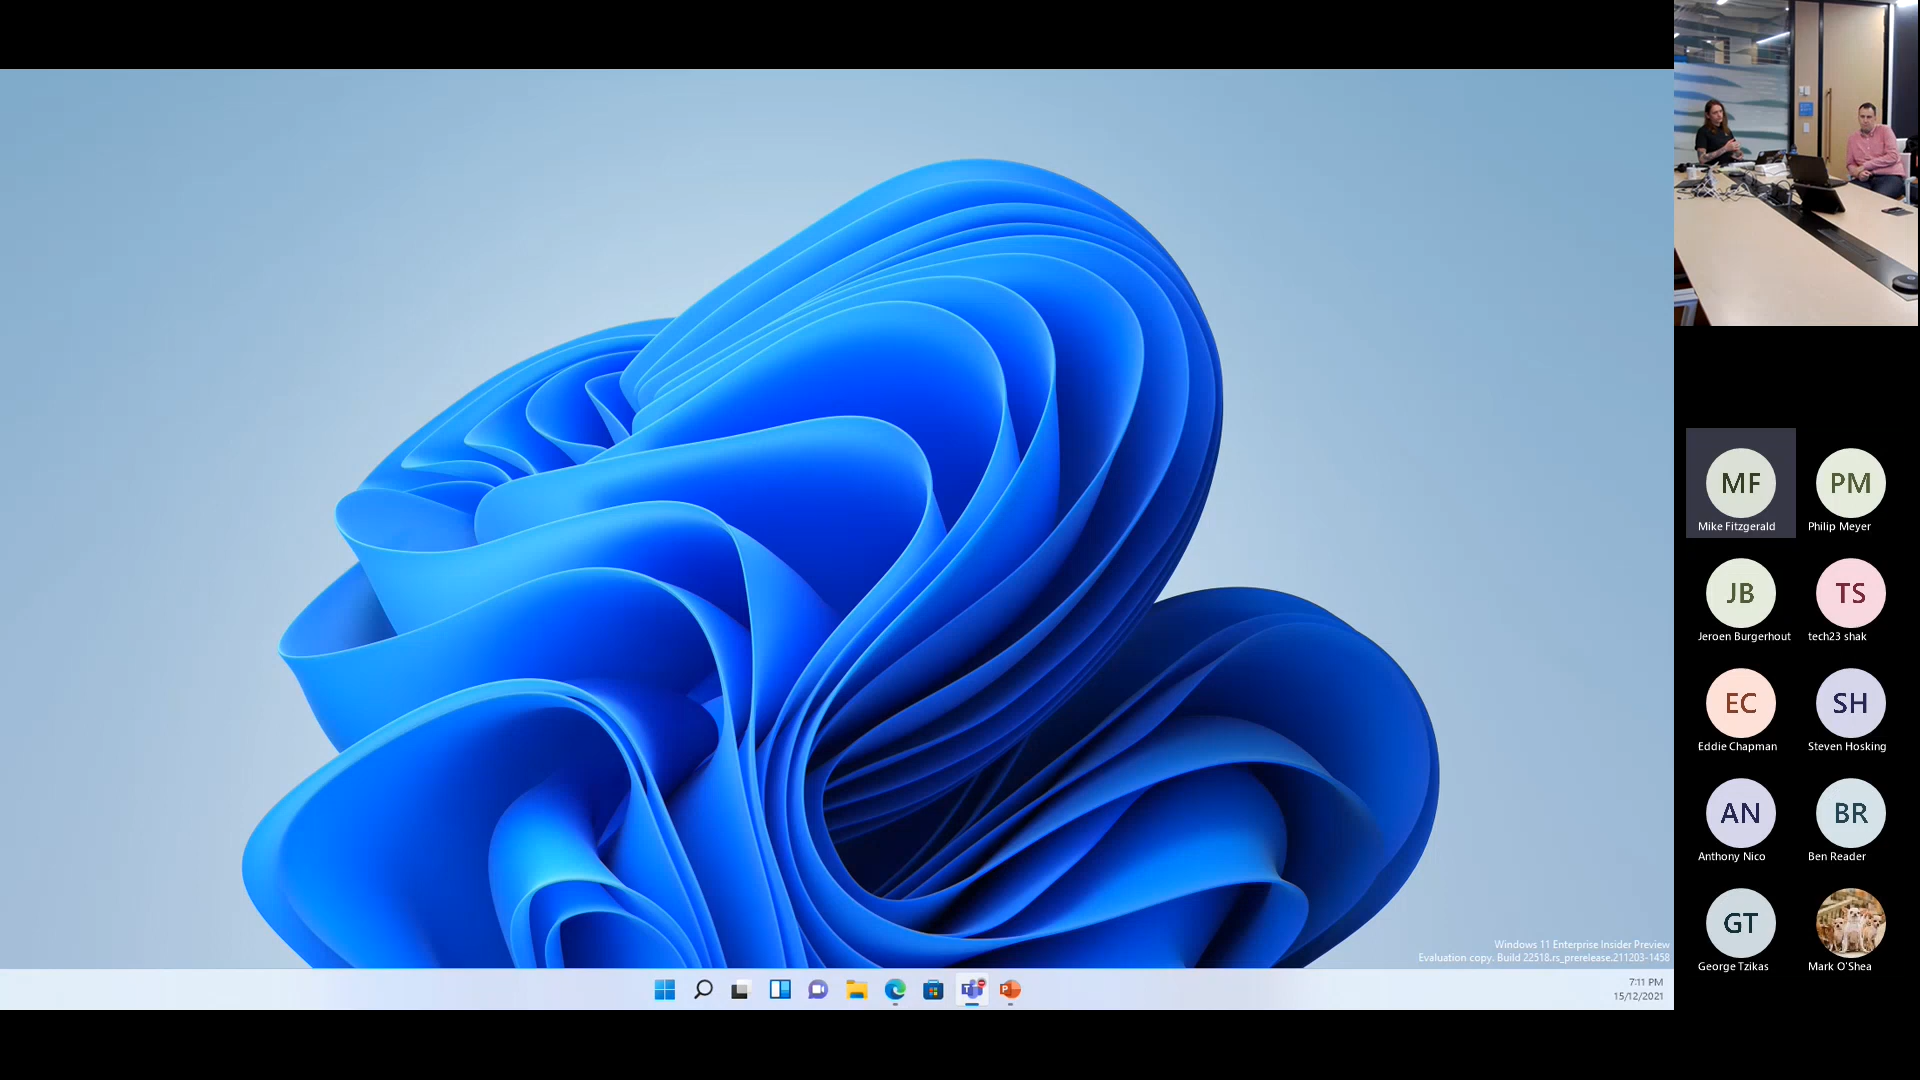 MF
Mike Fitzgerald
PM
Philip Meyer
JB
Jeroen Burgerhout
TS
tech23 shak
EC
Eddie Chapman
SH
Steven Hosking
AN
Anthony Nico
BR
Ben Reader
GT
George Tzikas
Mark O'Shea
Windows 11 Enterprise Insider Preview
Evaluation copy. Build 22518.rs_prerelease.211203-1458
7:11 PM
15/12/2021